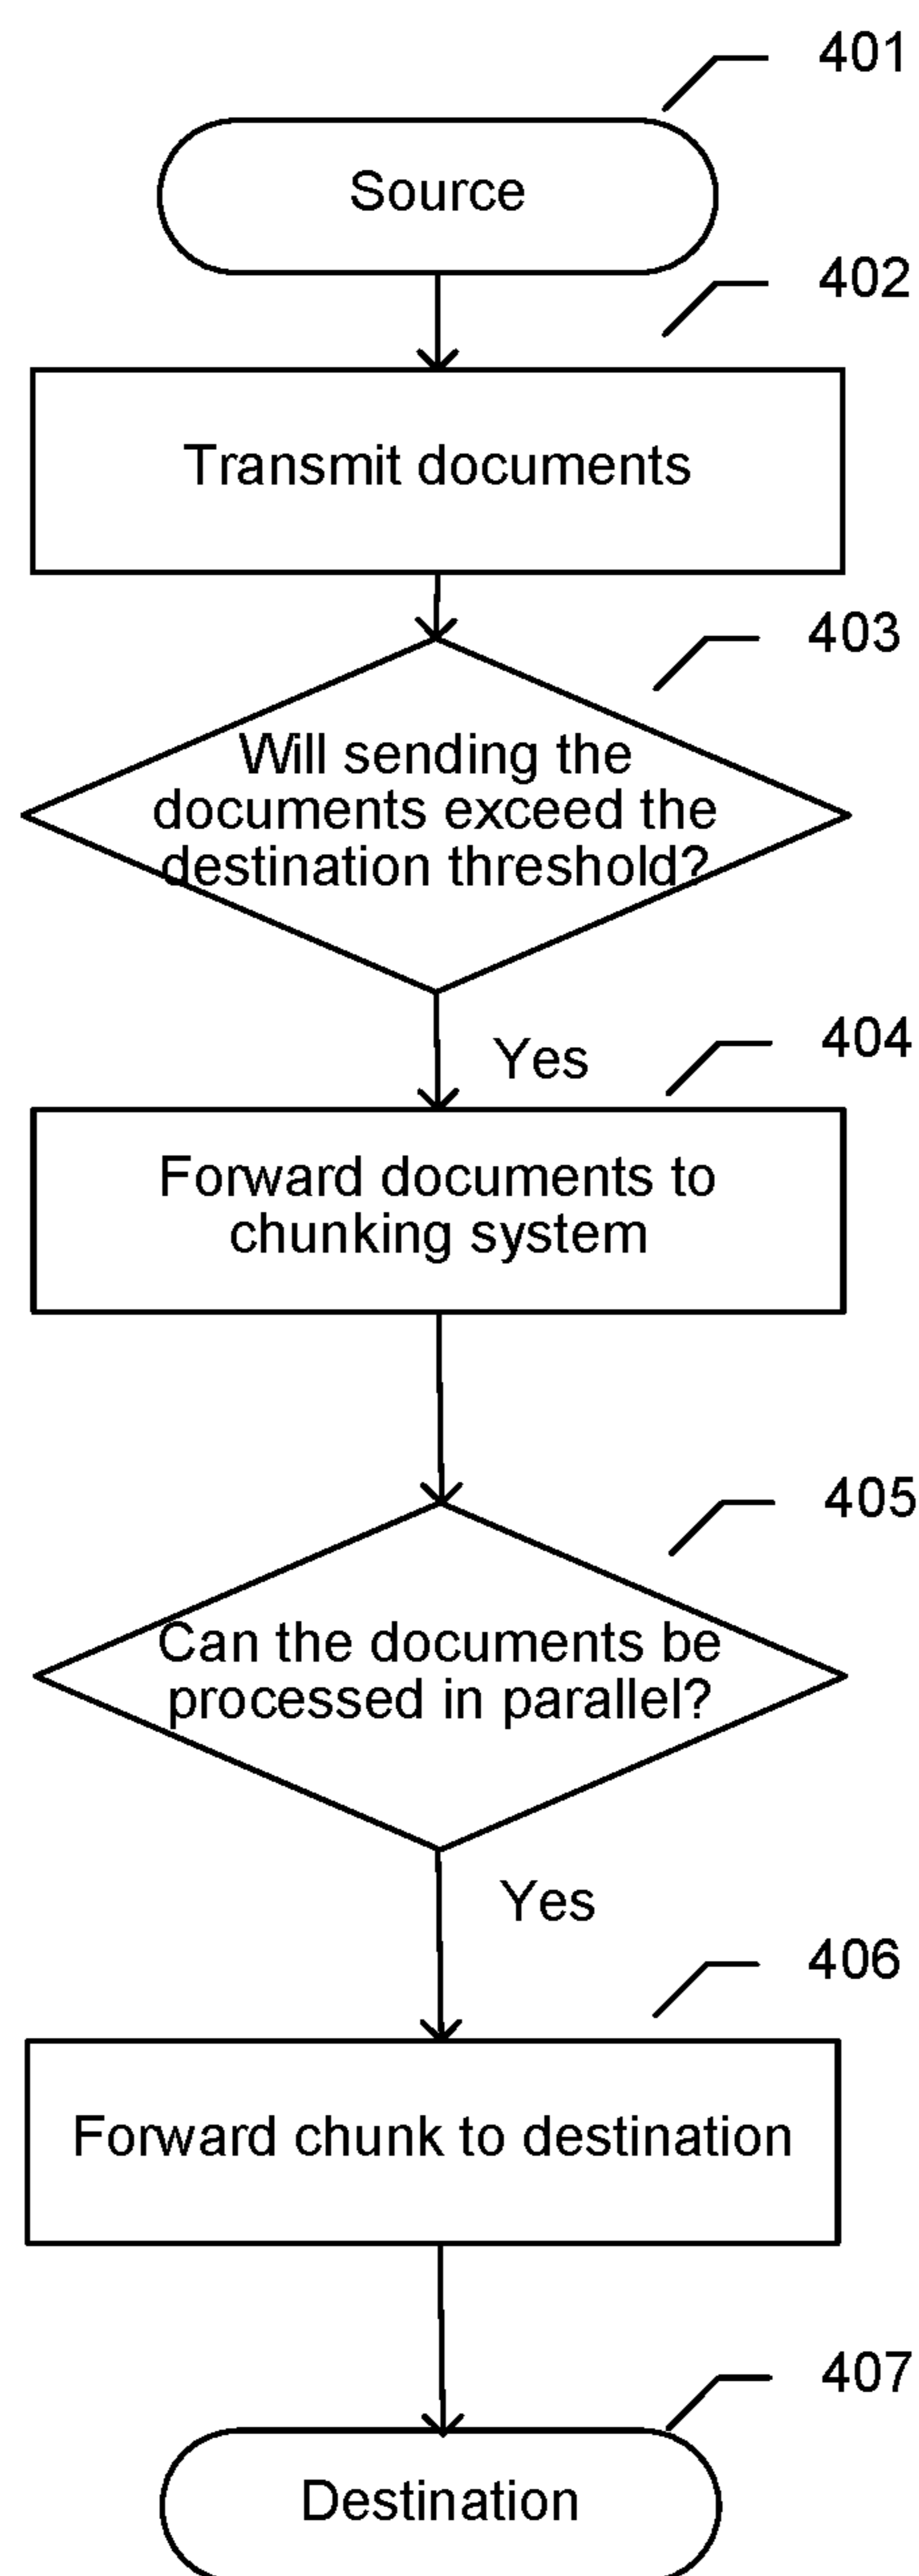 401
Source
402
Transmit documents
403
Will sending the
documents exceed the
destination threshold?
Yes
404
Forward documents to
chunking system
405
Can the documents be
processed in parallel?
Yes
406
Forward chunk to destination
407
Destination